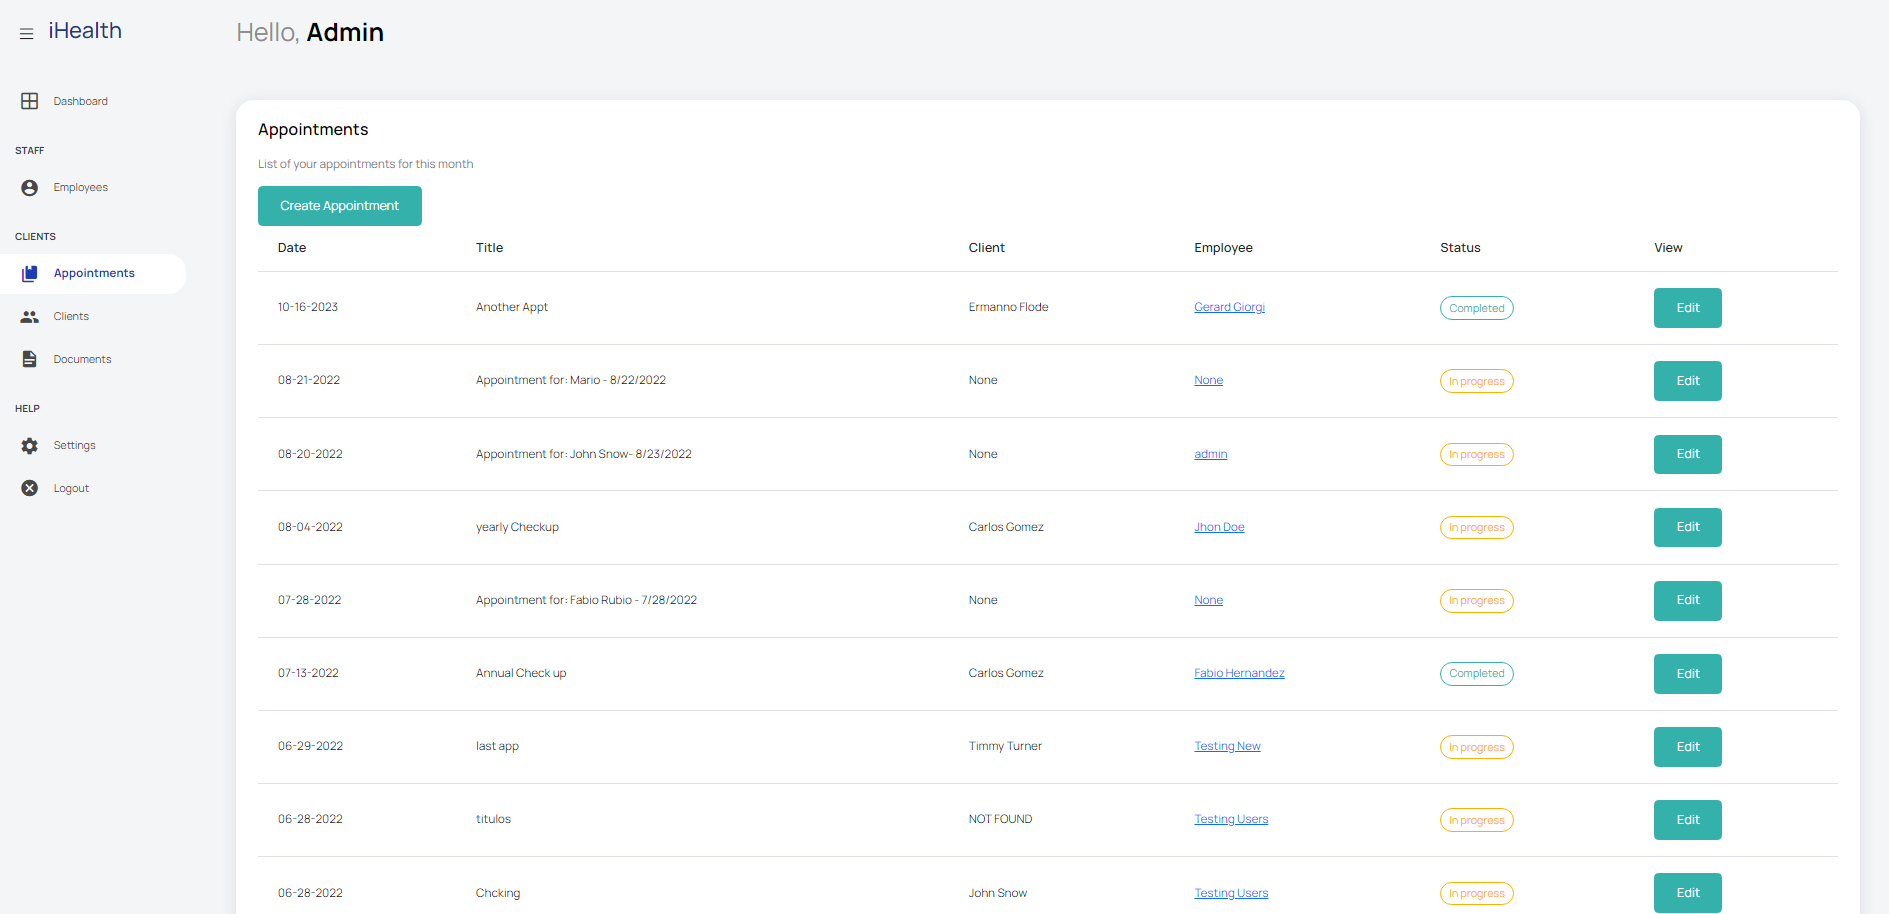 iHealth
Hello, Admin
Dashboard
STAFF
Employees
CLIENTS
Appointments
Clients
Documents
HELP
Settings
Logout
Appointments
List of your appointments for this month
Create Appointment
Date Title Client Employee Status View
10-16-2023 Another Appt Ermanno Flode Gerard Giorgi Completed Edit
08-21-2022 Appointment for: Mario - 8/22/2022 None None In progress Edit
08-20-2022 Appointment for: John Snow- 8/23/2022 None admin In progress Edit
08-04-2022 yearly Checkup Carlos Gomez Jhon Doe In progress Edit
07-28-2022 Appointment for: Fabio Rubio - 7/28/2022 None None In progress Edit
07-13-2022 Annual Check up Carlos Gomez Fabio Hernandez Completed Edit
06-29-2022 last app Timmy Turner Testing New In progress Edit
06-28-2022 titulos NOT FOUND Testing Users In progress Edit
06-28-2022 Chcking John Snow Testing Users In progress Edit